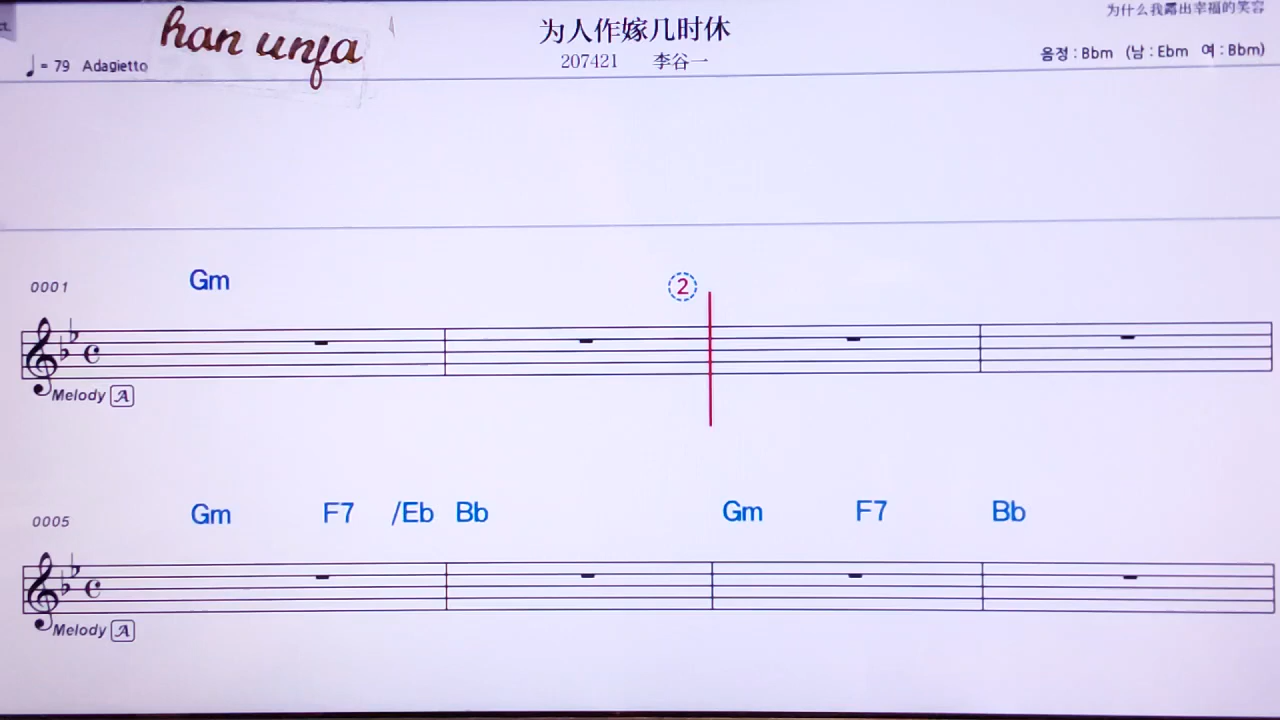 han unfa
为人作嫁几时休
为什么我露出幸福的笑容
207421 李谷一
♩= 79 Adagietto
음정 : Bbm (남 : Ebm 여 : Bbm)
0001 Gm ②
Melody A
0005 Gm F7 /Eb Bb Gm F7 Bb
Melody A